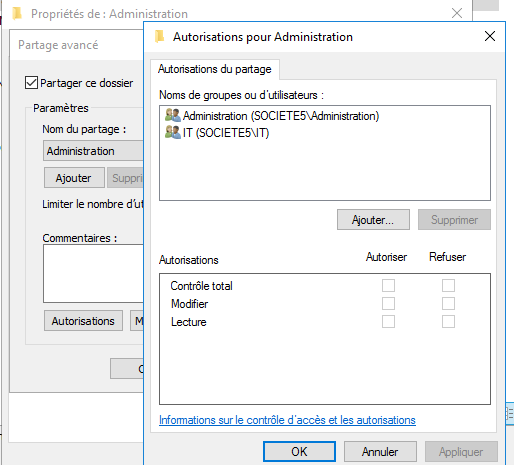 Propriétés de : Administration
Partage avancé
Partager ce dossier
Paramètres
Nom du partage :
Administration
Ajouter
Limiter le nombre d'
Commentaires :
Autorisations
Autorisations pour Administration
Autorisations du partage
Noms de groupes ou d'utilisateurs :
Administration (SOCIETE5\Administration)
IT (SOCIETE5\IT)
Ajouter...
Supprimer
Autorisations
Autoriser
Refuser
Contrôle total
Modifier
Lecture
Informations sur le contrôle d'accès et les autorisations
OK
Annuler
Appliquer